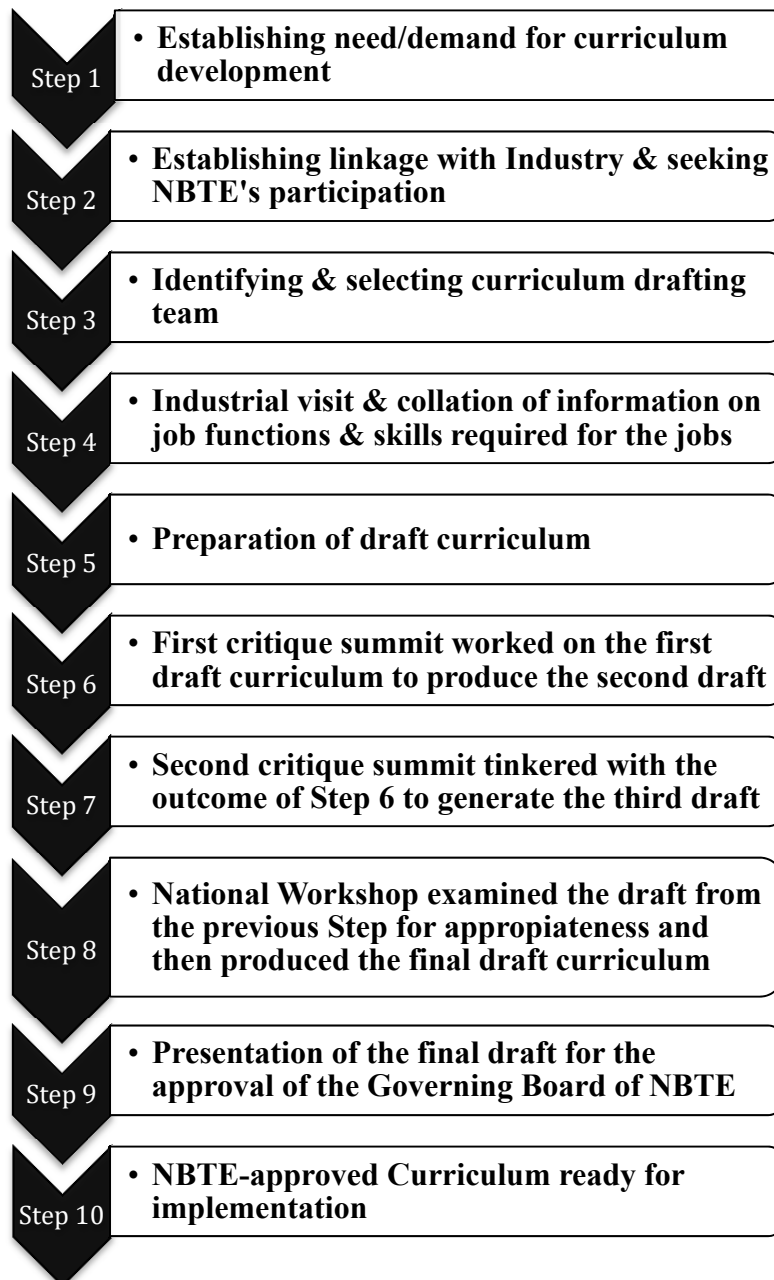 Step 1
• Establishing need/demand for curriculum
development
Step 2
• Establishing linkage with Industry & seeking
NBTE's participation
Step 3
• Identifying & selecting curriculum drafting
team
Step 4
• Industrial visit & collation of information on
job functions & skills required for the jobs
Step 5
• Preparation of draft curriculum
Step 6
• First critique summit worked on the first
draft curriculum to produce the second draft
Step 7
• Second critique summit tinkered with the
outcome of Step 6 to generate the third draft
Step 8
• National Workshop examined the draft from
the previous Step for appropiateness and
then produced the final draft curriculum
Step 9
• Presentation of the final draft for the
approval of the Governing Board of NBTE
Step 10
• NBTE-approved Curriculum ready for
implementation